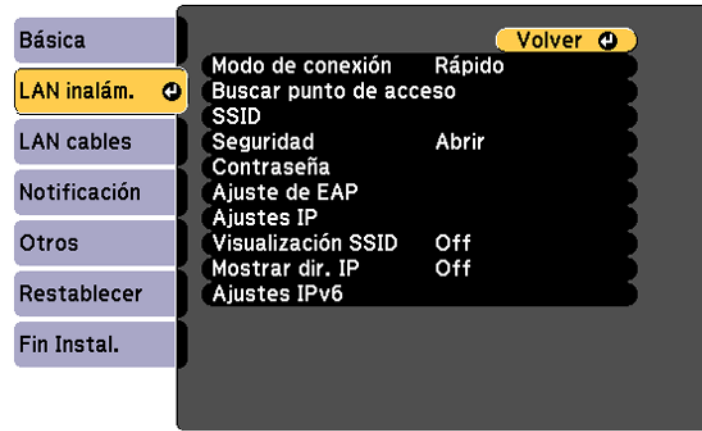 Básica
LAN inalám.
LAN cables
Notificación
Otros
Restablecer
Fin Instal.
Volver
Modo de conexión Rápido
Buscar punto de acceso
SSID
Seguridad Abrir
Contraseña
Ajuste de EAP
Ajustes IP
Visualización SSID Off
Mostrar dir. IP Off
Ajustes IPv6